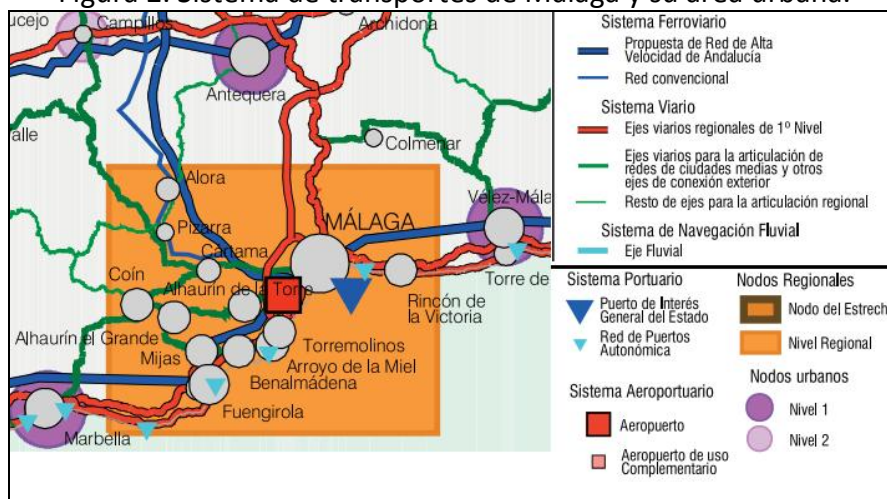 Figura 2. Sistema de transportes de Málaga y su área urbana.
ucejo
Campillos
Archidona
Antequera
alle
Colmenar
Alora
Vélez-Mála
MÁLAGA
Pizarra
Cártama
Torre de
Coín
Alhaurín de la Torre
Rincón de
la Victoria
Alhaurín el Grande
Mijas
Torremolinos
Arroyo de la Miel
Benalmádena
Fuengirola
Marbella
Sistema Ferroviario
Propuesta de Red de Alta
Velocidad de Andalucía
Red convencional
Sistema Viario
Ejes viarios regionales de 1º Nivel
Ejes viarios para la articulación de
redes de ciudades medias y otros
ejes de conexión exterior
Resto de ejes para la articulación regional
Sistema de Navegación Fluvial
Eje Fluvial
Sistema Portuario
Puerto de Interés
General del Estado
Red de Puertos
Autonómica
Sistema Aeroportuario
Aeropuerto
Aeropuerto de uso
Complementario
Nodos Regionales
Nodo del Estrech
Nivel Regional
Nodos urbanos
Nivel 1
Nivel 2